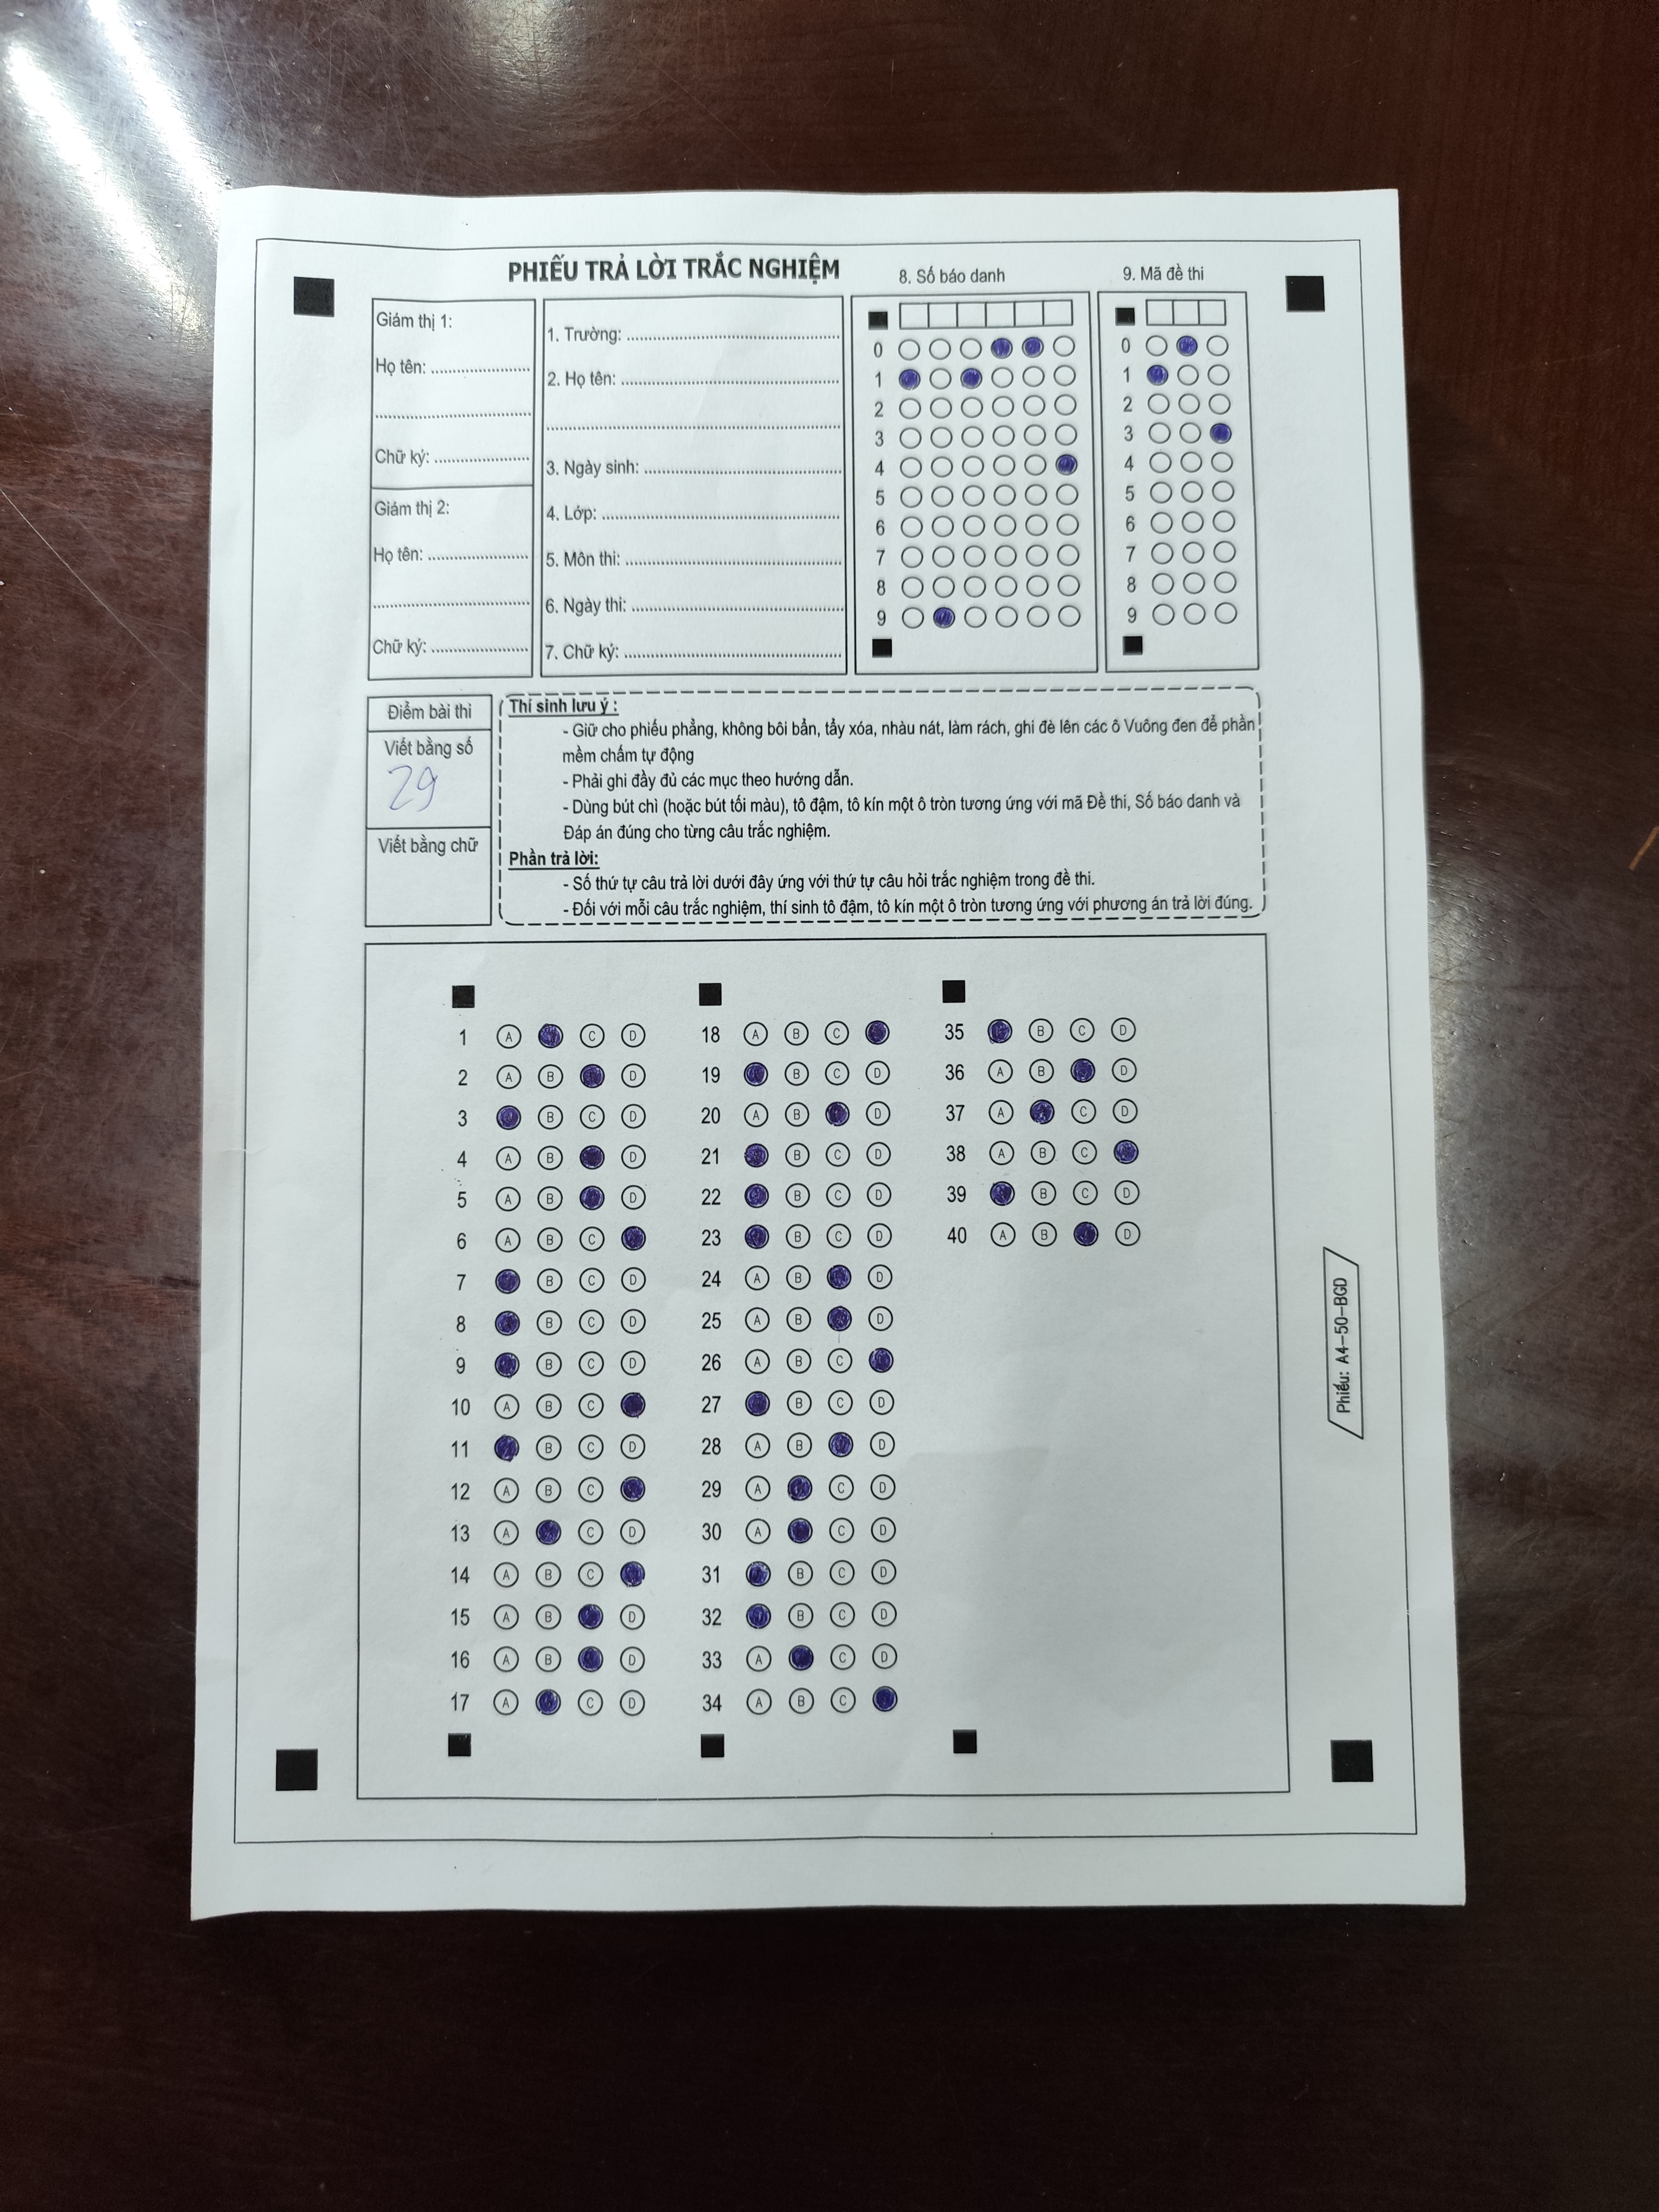 PHIẾU TRẢ LỜI TRẮC NGHIỆM
8. Số báo danh
9. Mã đề thi
Giám thị 1:
Họ tên: ....................
................................
Chữ ký: ...................
Giám thị 2:
Họ tên: ....................
................................
Chữ ký: ...................
1. Trường: ..............................................
2. Họ tên: ..............................................
................................................................
3. Ngày sinh: ..............................................
4. Lớp: ..............................................
5. Môn thi: ..............................................
6. Ngày thi: ..............................................
7. Chữ ký: ..............................................
0
1
2
3
4
5
6
7
8
9
0
1
2
3
4
5
6
7
8
9
Điểm bài thi
Viết bằng số
29
Viết bằng chữ
Thí sinh lưu ý :
- Giữ cho phiếu phẳng, không bôi bẩn, tẩy xóa, nhàu nát, làm rách, ghi đè lên các ô Vuông đen để phần
mềm chấm tự động
- Phải ghi đầy đủ các mục theo hướng dẫn.
- Dùng bút chì (hoặc bút tối màu), tô đậm, tô kín một ô tròn tương ứng với mã Đề thi, Số báo danh và
Đáp án đúng cho từng câu trắc nghiệm.
Phần trả lời:
- Số thứ tự câu trả lời dưới đây ứng với thứ tự câu hỏi trắc nghiệm trong đề thi.
- Đối với mỗi câu trắc nghiệm, thí sinh tô đậm, tô kín một ô tròn tương ứng với phương án trả lời đúng.
1 A C D
2 A B D
3 B C D
4 A B D
5 A B D
6 A B C
7 B C D
8 B C D
9 B C D
10 A B C
11 B C D
12 A B C
13 A C D
14 A B C
15 A B D
16 A B D
17 A C D
18 A B C
19 B C D
20 A B D
21 B C D
22 B C D
23 B C D
24 A B D
25 A B D
26 A B C
27 B C D
28 A B D
29 A C D
30 A C D
31 B C D
32 B C D
33 A C D
34 A B C
35 B C D
36 A B D
37 A C D
38 A B C
39 B C D
40 A B D
Phiếu: A4-50-BGD